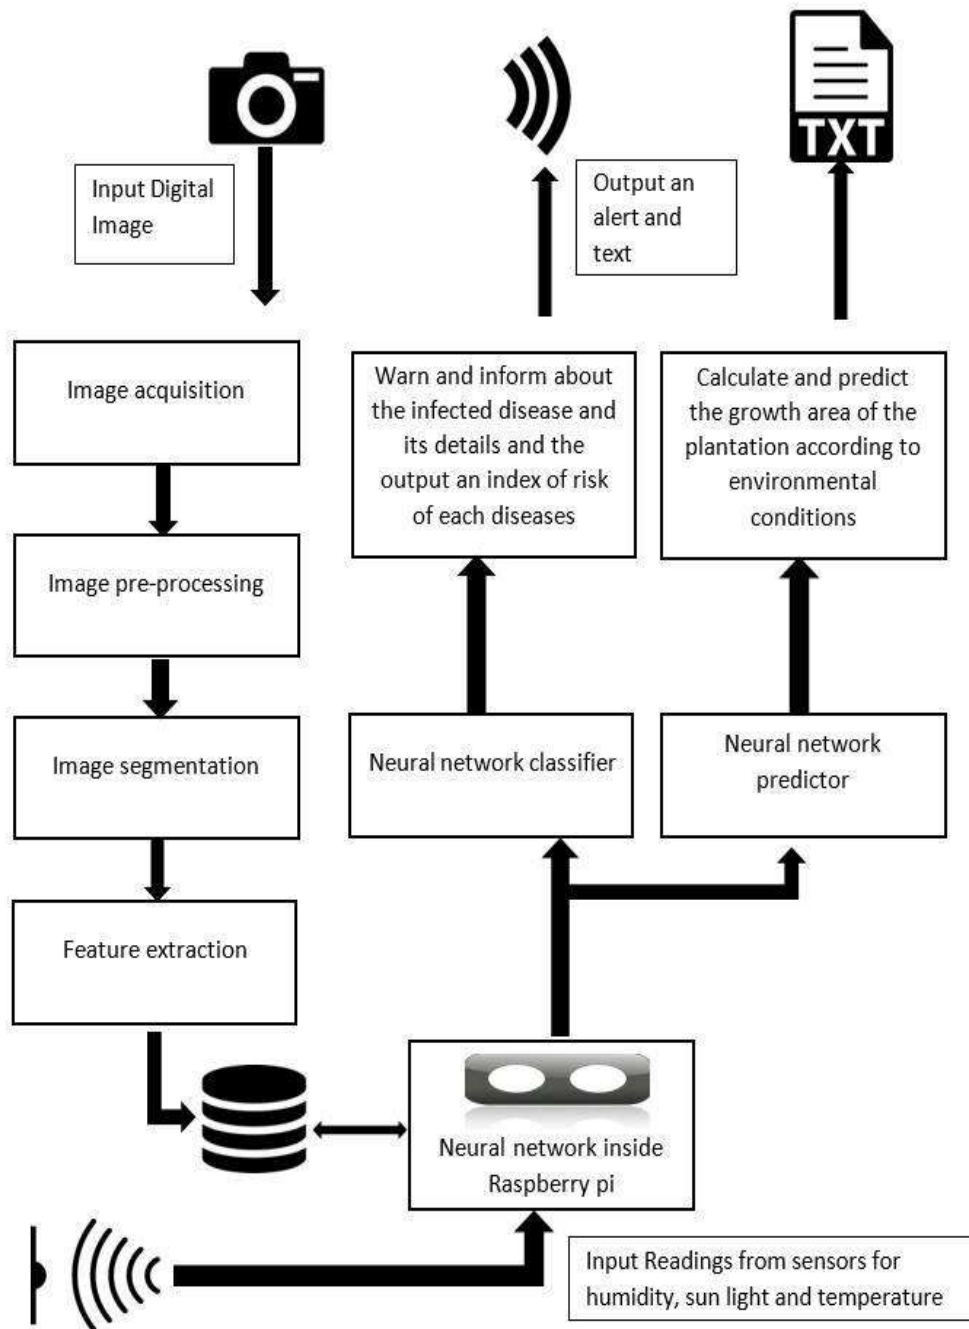 Input Digital
Image
Output an
alert and
text
TXT
Image acquisition
Warn and inform about
the infected disease and
its details and the
output an index of risk
of each diseases
Calculate and predict
the growth area of the
plantation according to
environmental
conditions
Image pre-processing
Image segmentation
Neural network classifier
Neural network
predictor
Feature extraction
Neural network inside
Raspberry pi
Input Readings from sensors for
humidity, sun light and temperature